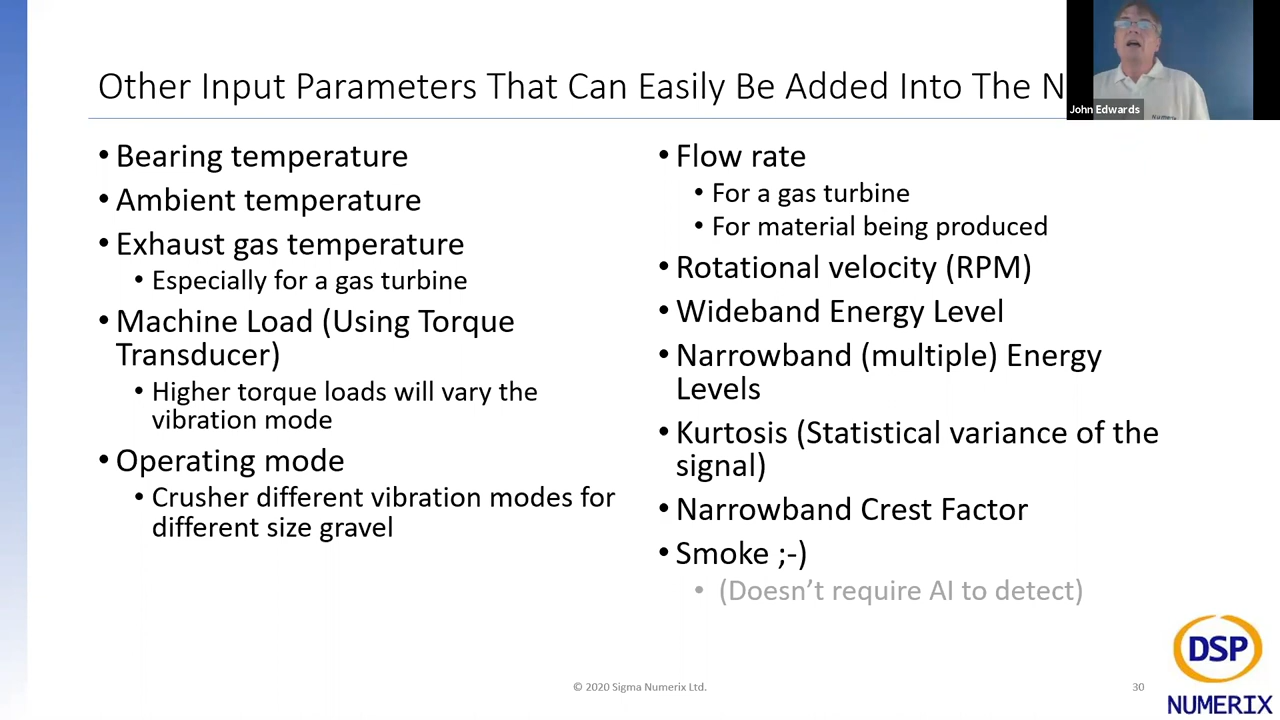 Other Input Parameters That Can Easily Be Added Into The N
John Edwards
• Bearing temperature
• Ambient temperature
• Exhaust gas temperature
• Especially for a gas turbine
• Machine Load (Using Torque
Transducer)
• Higher torque loads will vary the
vibration mode
• Operating mode
• Crusher different vibration modes for
different size gravel
• Flow rate
• For a gas turbine
• For material being produced
• Rotational velocity (RPM)
• Wideband Energy Level
• Narrowband (multiple) Energy
Levels
• Kurtosis (Statistical variance of the
signal)
• Narrowband Crest Factor
• Smoke ;-)
• (Doesn't require AI to detect)
© 2020 Sigma Numerix Ltd.
30
DSP
NUMERIX